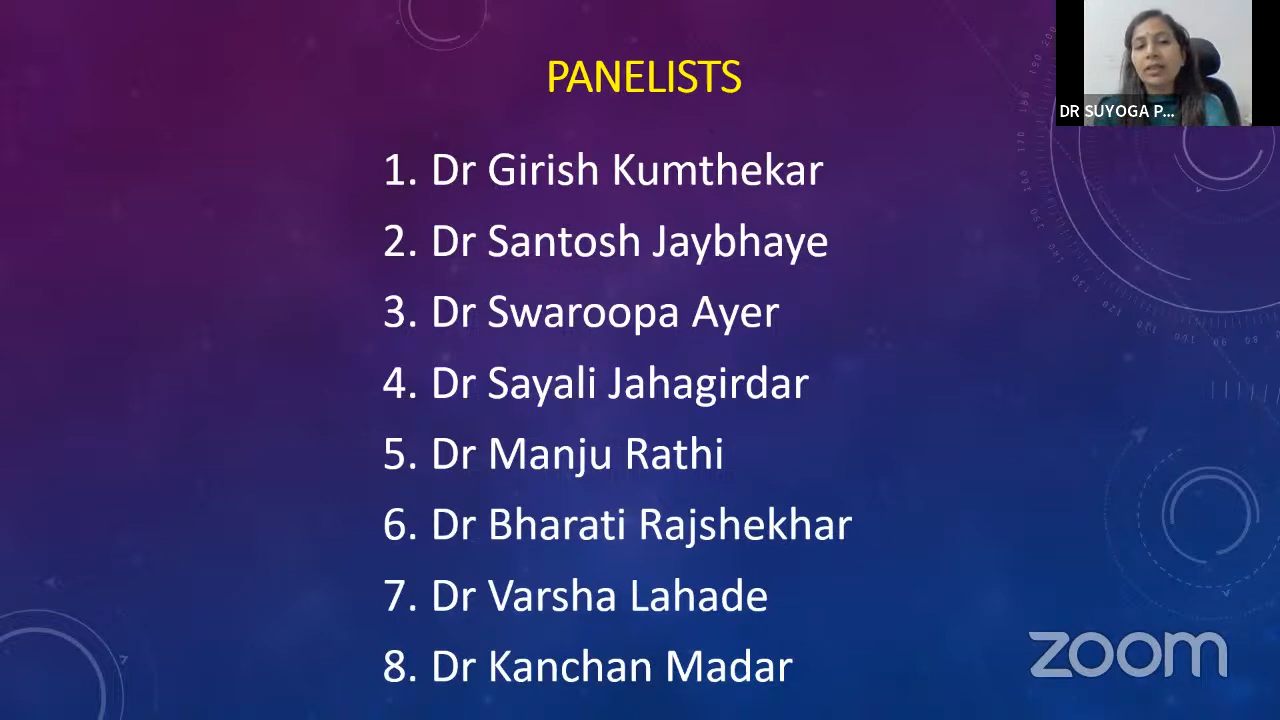 PANELISTS
DR SUYOGA P...
1. Dr Girish Kumthekar
2. Dr Santosh Jaybhaye
3. Dr Swaroopa Ayer
4. Dr Sayali Jahagirdar
5. Dr Manju Rathi
6. Dr Bharati Rajshekhar
7. Dr Varsha Lahade
8. Dr Kanchan Madar
zoom